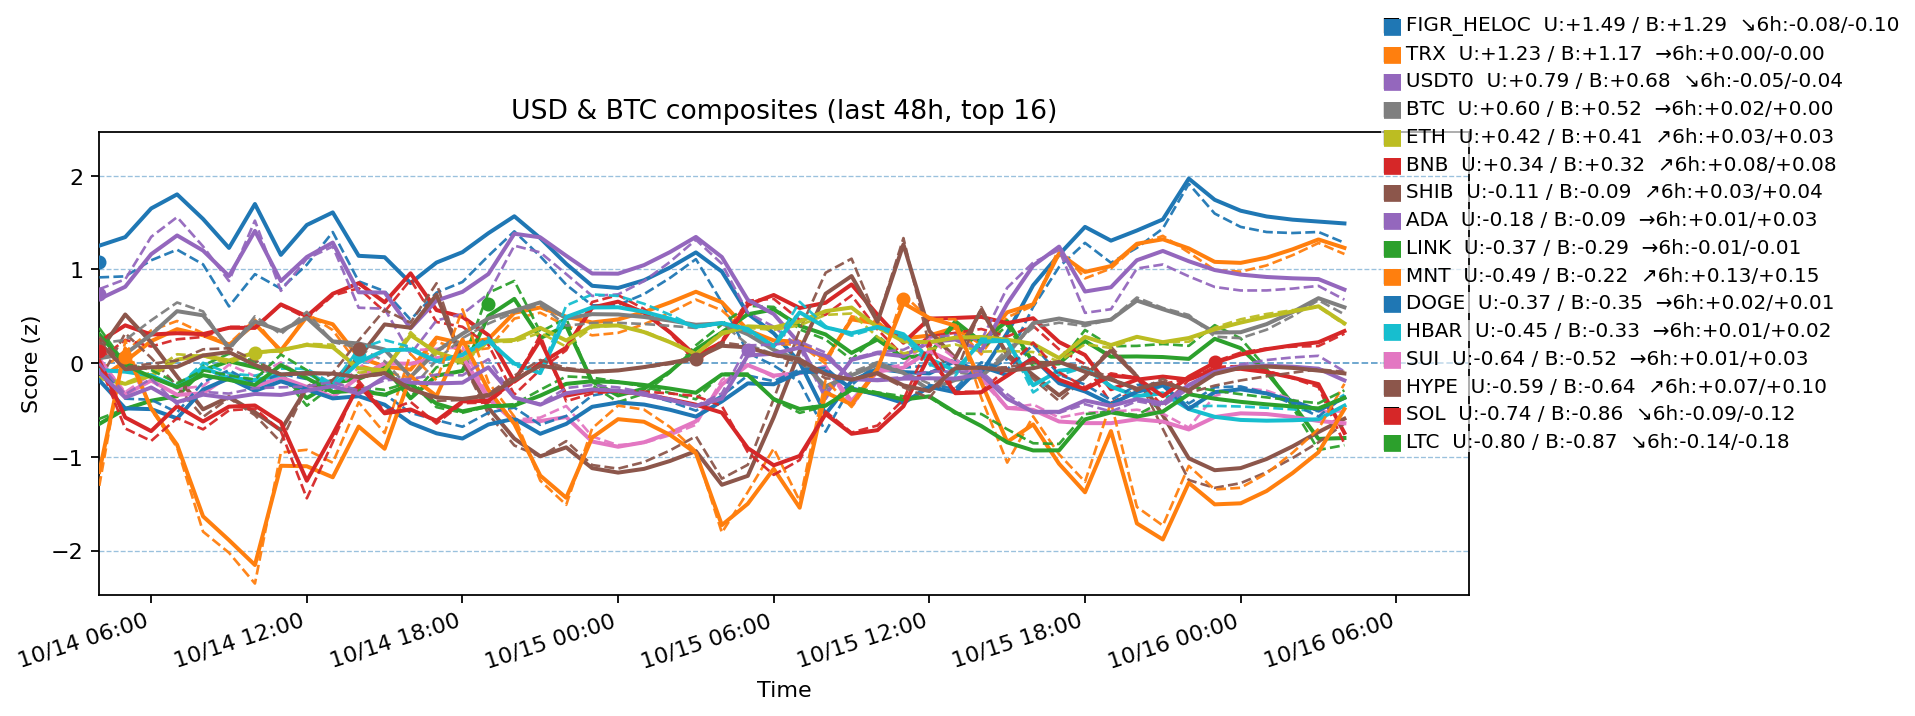 FIGR_HELOC U:+1.49 / B:+1.29 ↘6h:-0.08/-0.10
TRX U:+1.23 / B:+1.17 →6h:+0.00/-0.00
USDT0 U:+0.79 / B:+0.68 ↘6h:-0.05/-0.04
BTC U:+0.60 / B:+0.52 →6h:+0.02/+0.00
ETH U:+0.42 / B:+0.41 ↗6h:+0.03/+0.03
BNB U:+0.34 / B:+0.32 ↗6h:+0.08/+0.08
SHIB U:-0.11 / B:-0.09 ↗6h:+0.03/+0.04
ADA U:-0.18 / B:-0.09 →6h:+0.01/+0.03
LINK U:-0.37 / B:-0.29 →6h:-0.01/-0.01
MNT U:-0.49 / B:-0.22 ↗6h:+0.13/+0.15
DOGE U:-0.37 / B:-0.35 →6h:+0.02/+0.01
HBAR U:-0.45 / B:-0.33 →6h:+0.01/+0.02
SUI U:-0.64 / B:-0.52 →6h:+0.01/+0.03
HYPE U:-0.59 / B:-0.64 ↗6h:+0.07/+0.10
SOL U:-0.74 / B:-0.86 ↘6h:-0.09/-0.12
LTC U:-0.80 / B:-0.87 ↘6h:-0.14/-0.18
USD & BTC composites (last 48h, top 16)
Score (z)
2
1
0
−1
−2
10/14 06:00
10/14 12:00
10/14 18:00
10/15 00:00
10/15 06:00
10/15 12:00
10/15 18:00
10/16 00:00
10/16 06:00
Time